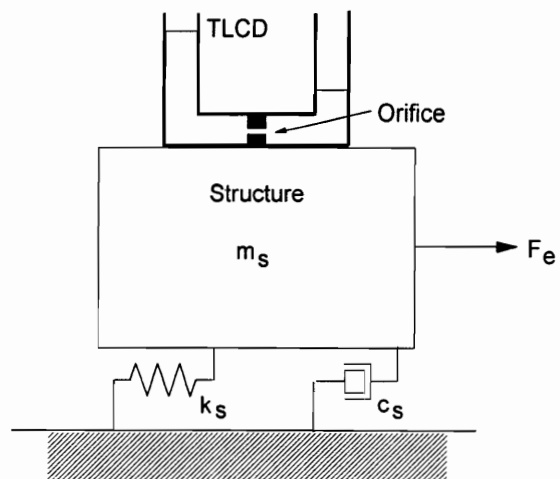 TLCD
Orifice
Structure
m_s
F_e
k_s
c_s